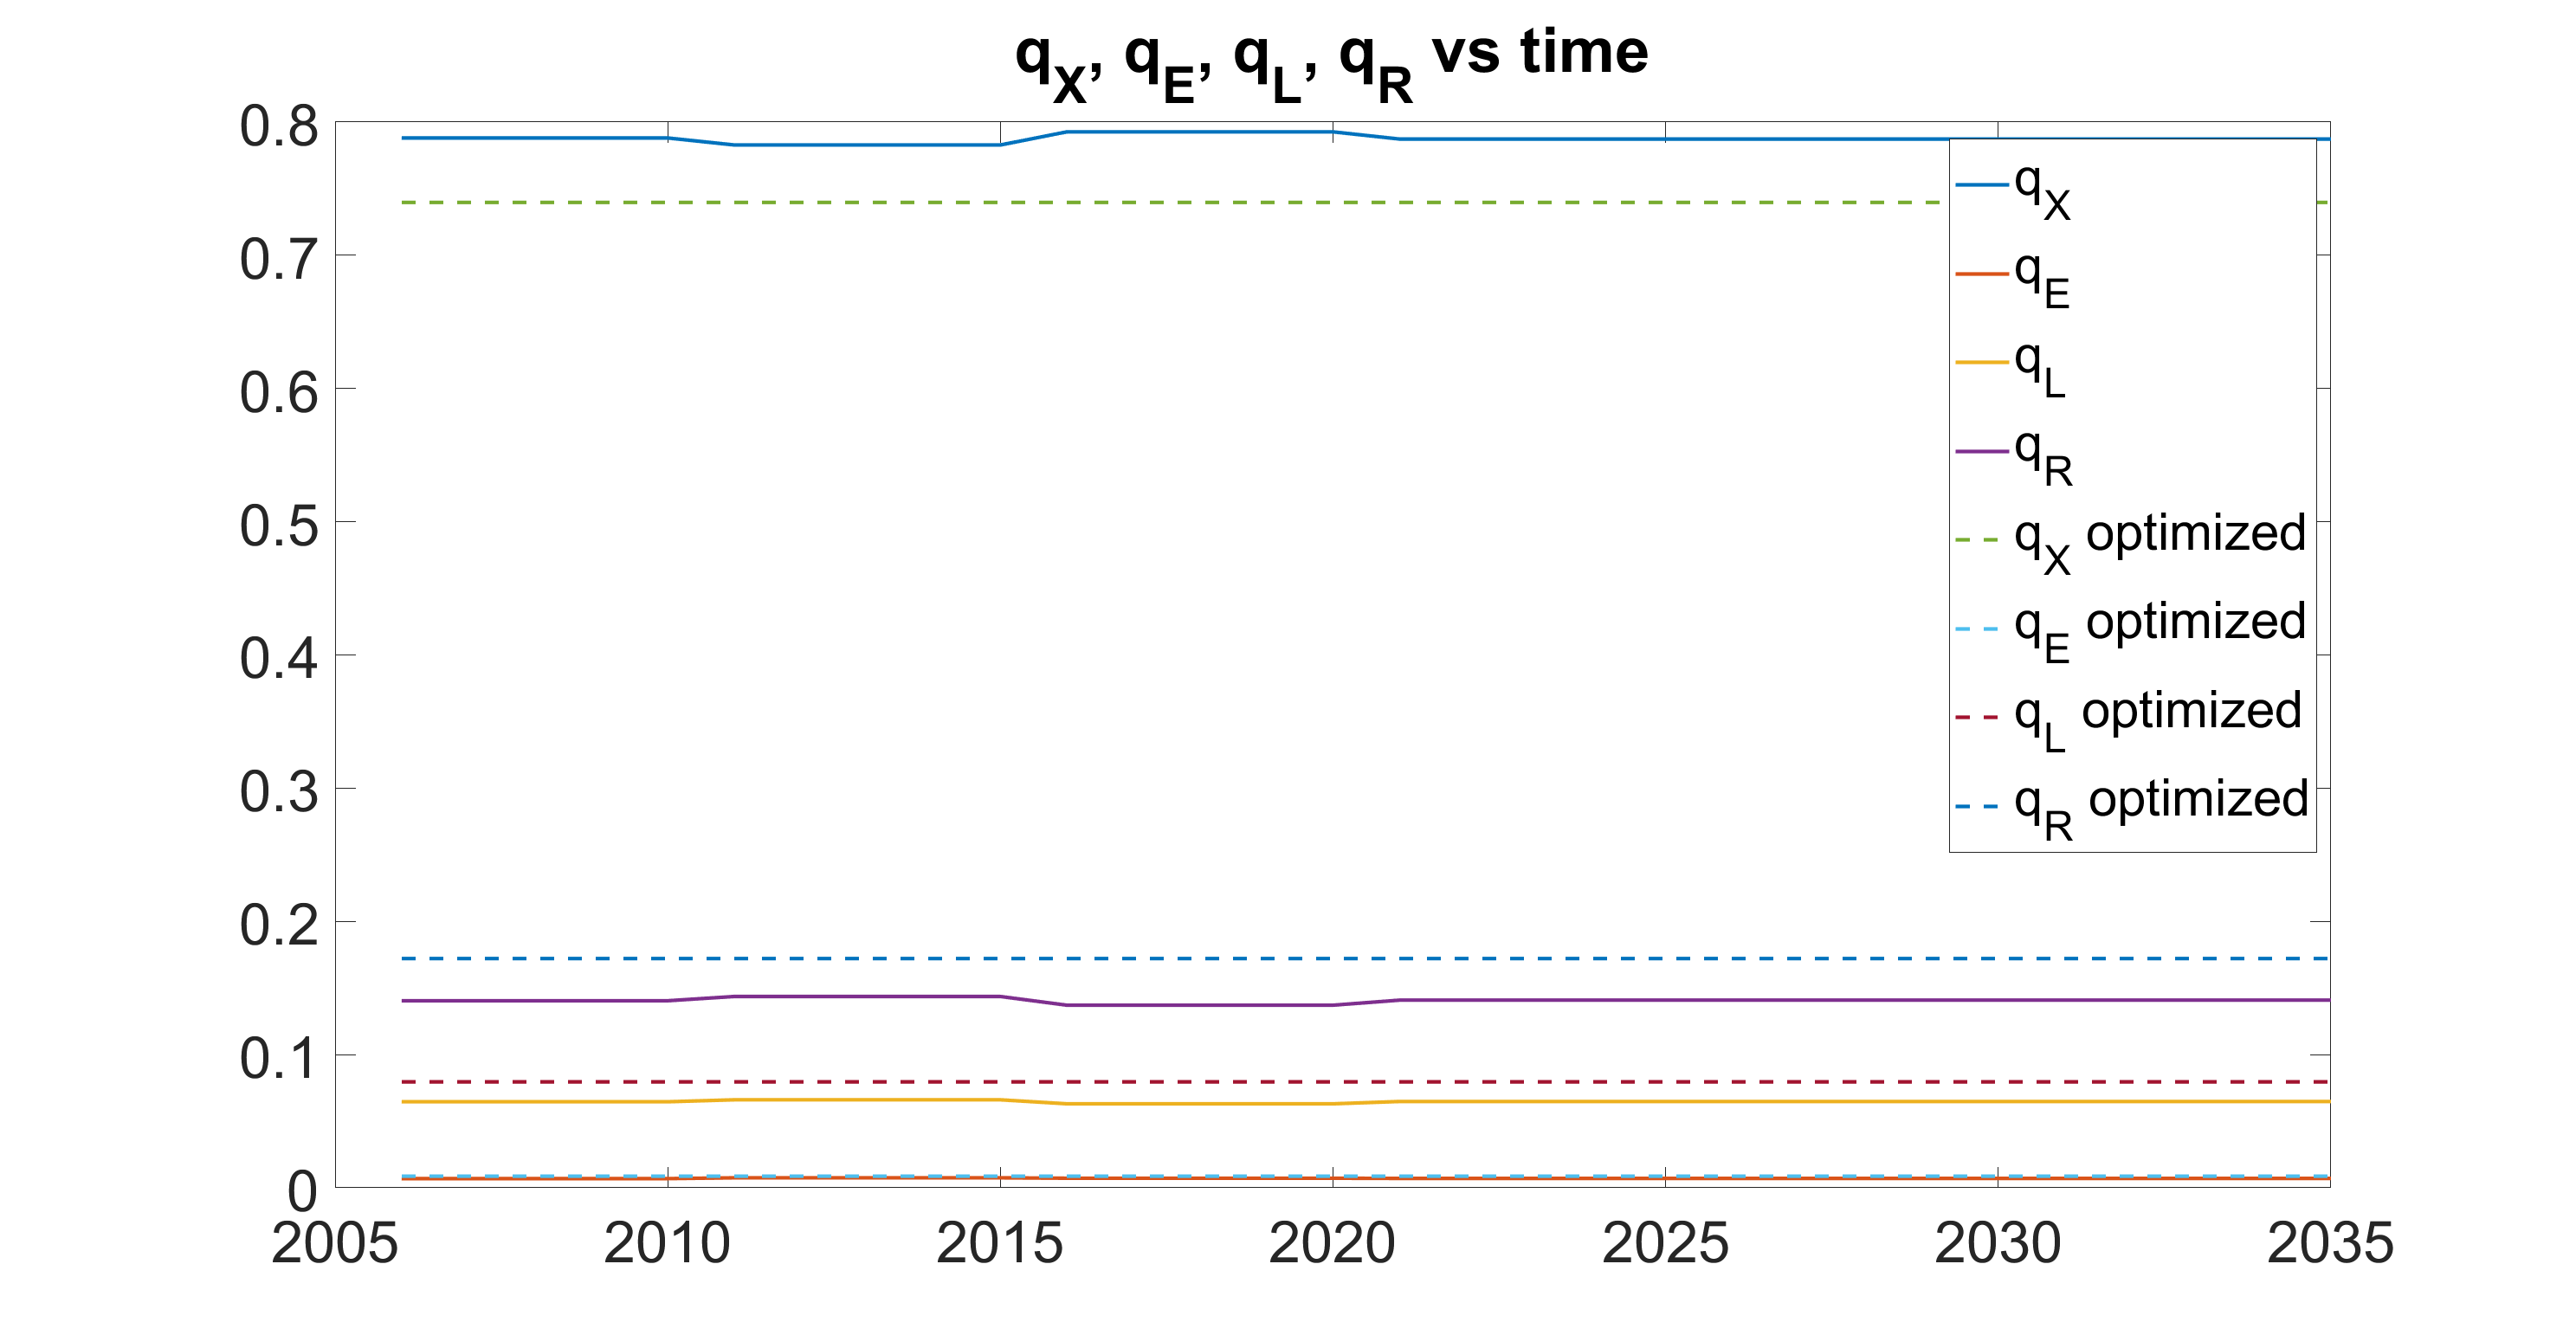 qX, qE, qL, qR vs time
0.8
0.7
0.6
0.5
0.4
0.3
0.2
0.1
0
2005 2010 2015 2020 2025 2030 2035
qX
qE
qL
qR
qX optimized
qE optimized
qL optimized
qR optimized